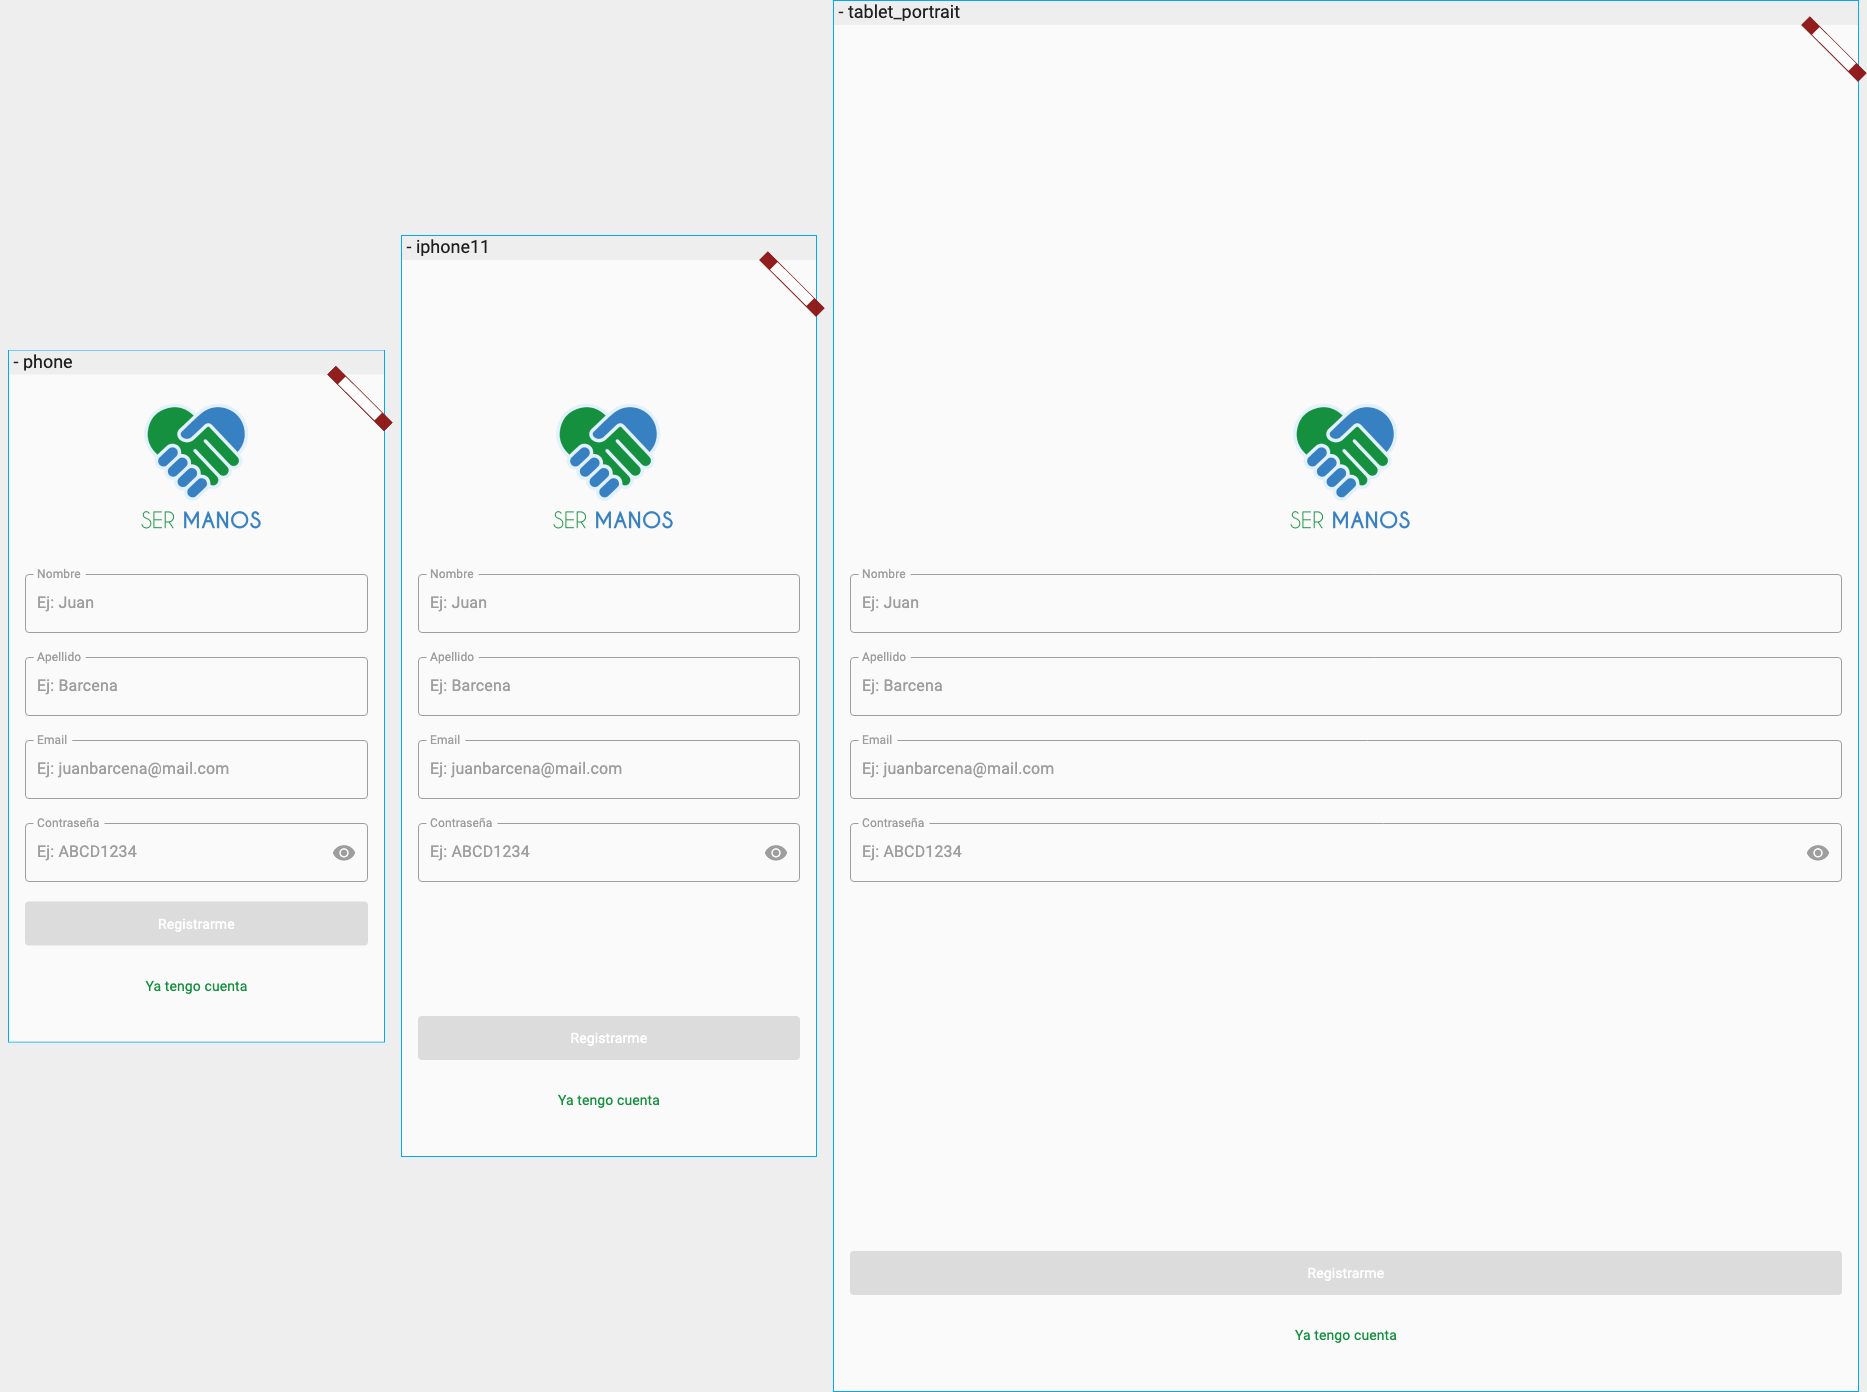 - phone
SER MANOS
Nombre
Ej: Juan
Apellido
Ej: Barcena
Email
Ej: juanbarcena@mail.com
Contraseña
Ej: ABCD1234
Registrarme
Ya tengo cuenta
- iphone11
SER MANOS
Nombre
Ej: Juan
Apellido
Ej: Barcena
Email
Ej: juanbarcena@mail.com
Contraseña
Ej: ABCD1234
Registrarme
Ya tengo cuenta
- tablet_portrait
SER MANOS
Nombre
Ej: Juan
Apellido
Ej: Barcena
Email
Ej: juanbarcena@mail.com
Contraseña
Ej: ABCD1234
Registrarme
Ya tengo cuenta